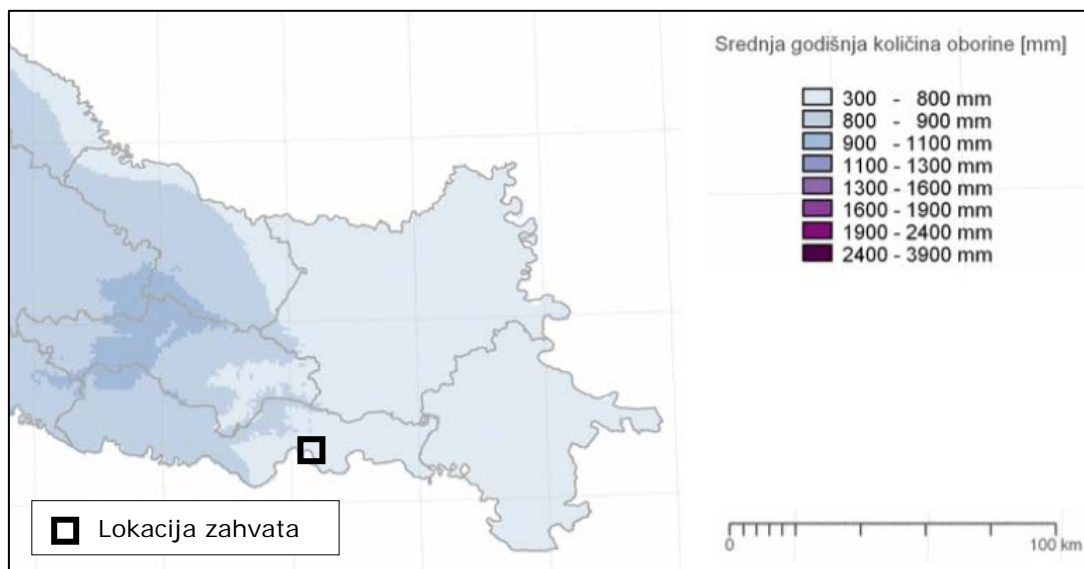 Srednja godišnja količina oborine [mm]
300 - 800 mm
800 - 900 mm
900 - 1100 mm
1100 - 1300 mm
1300 - 1600 mm
1600 - 1900 mm
1900 - 2400 mm
2400 - 3900 mm
Lokacija zahvata
0 100 km